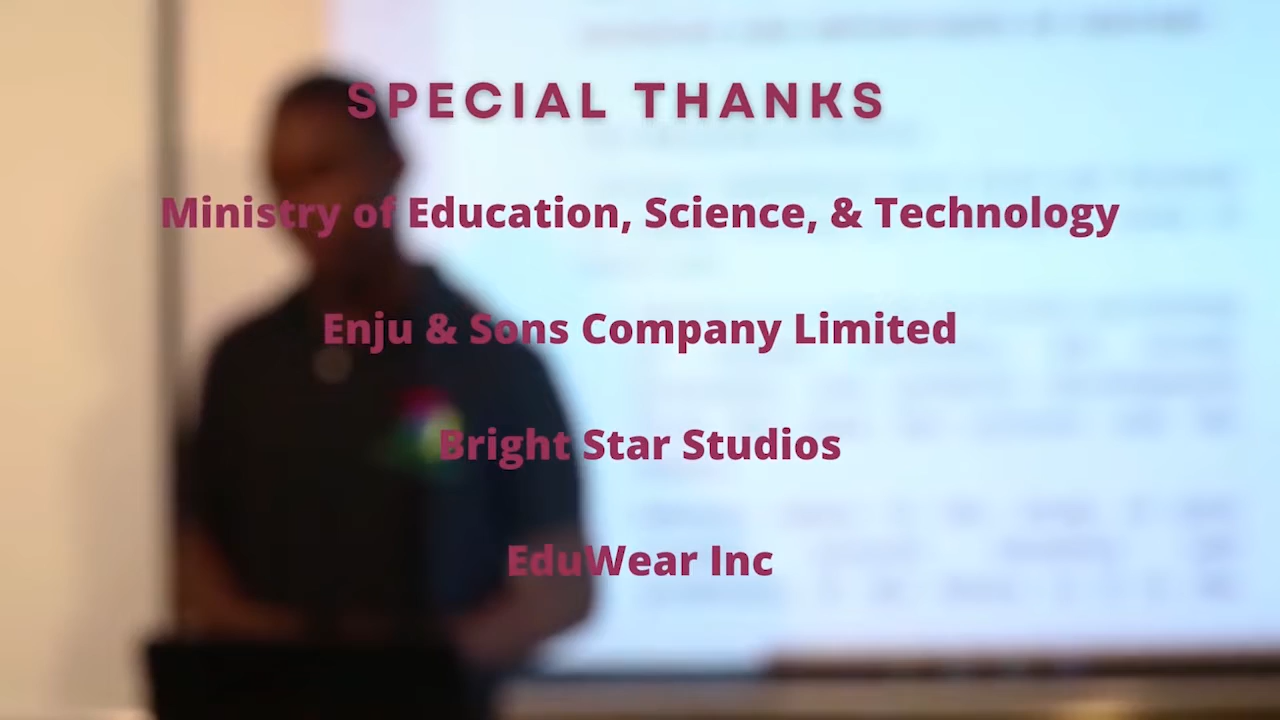 SPECIAL THANKS
Ministry of Education, Science, & Technology
Enju & Sons Company Limited
Bright Star Studios
EduWear Inc